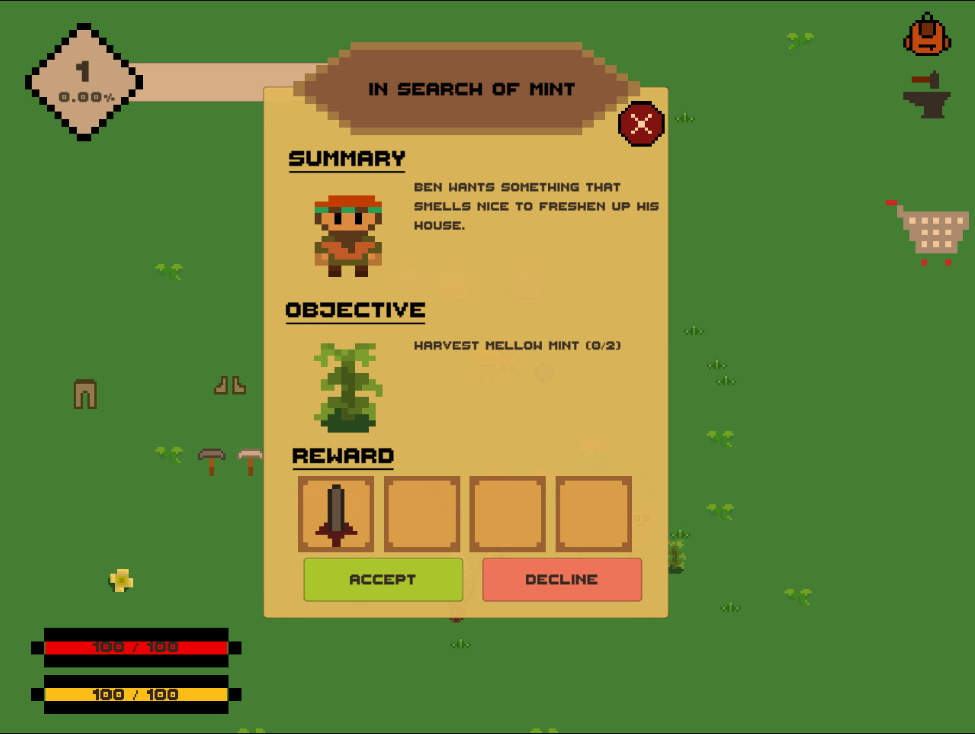 1
0.00%
IN SEARCH OF MINT
SUMMARY
BEN WANTS SOMETHING THAT
SMELLS NICE TO FRESHEN UP HIS
HOUSE.
OBJECTIVE
HARVEST MELLOW MINT (0/2)
REWARD
ACCEPT
DECLINE
100 / 100
100 / 100